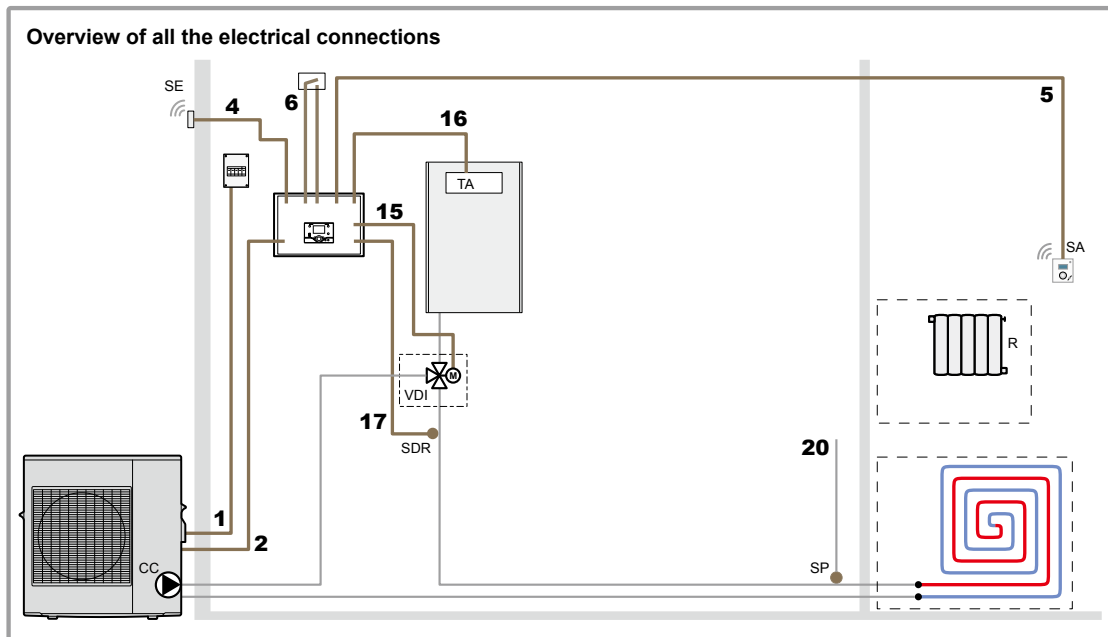 Overview of all the electrical connections
SE
4
6
5
16
TA
15
SA
R
M
VDI
17
SDR
20
1
2
CC
SP